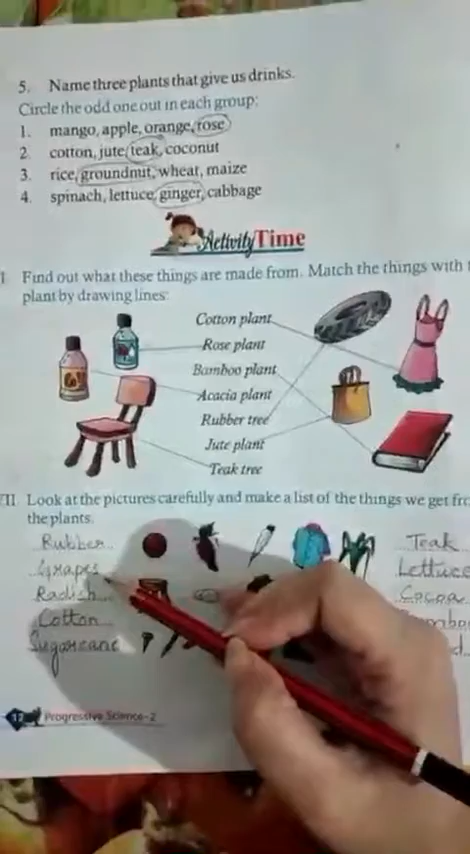 5. Name three plants that give us drinks.
Circle the odd one out in each group:
1. mango, apple, orange, rose
2. cotton, jute, teak, coconut
3. rice, groundnut, wheat, maize
4. spinach, lettuce, ginger, cabbage
Activity Time
I Find out what these things are made from. Match the things with
plant by drawing lines:
Cotton plant
Rose plant
Bamboo plant
Acacia plant
Rubber tree
Jute plant
Teak tree
II Look at the pictures carefully and make a list of the things we get
the plants.
Rubber Teak
Grapes Lettuce
Radish Cocoa
Cotton
Sugarcane
12 Progressive Science-2